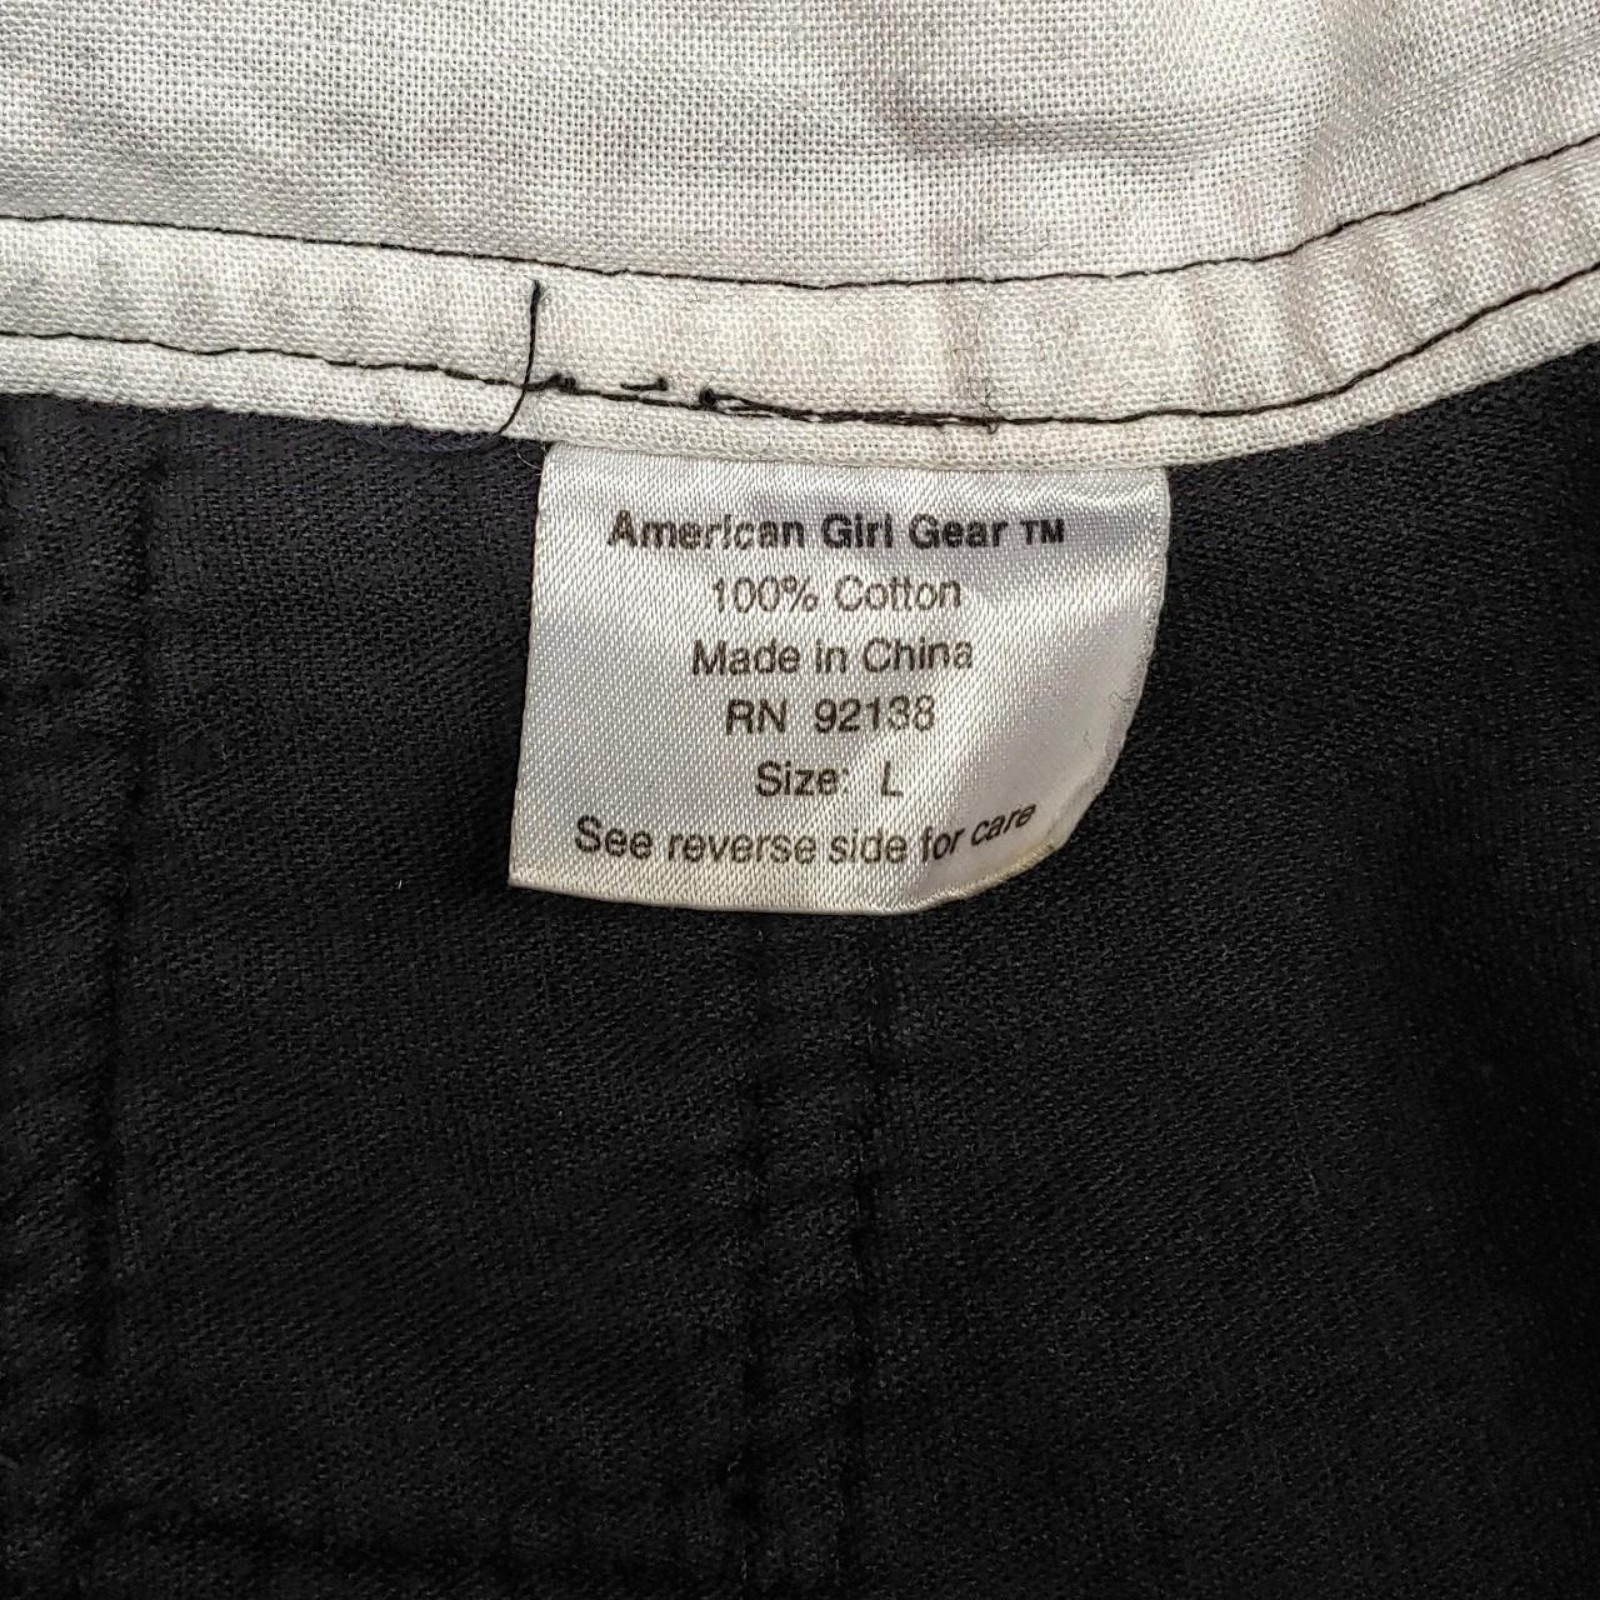 American Girl Gear ™
100% Cotton
Made in China
RN 92138
Size: L
See reverse side for care